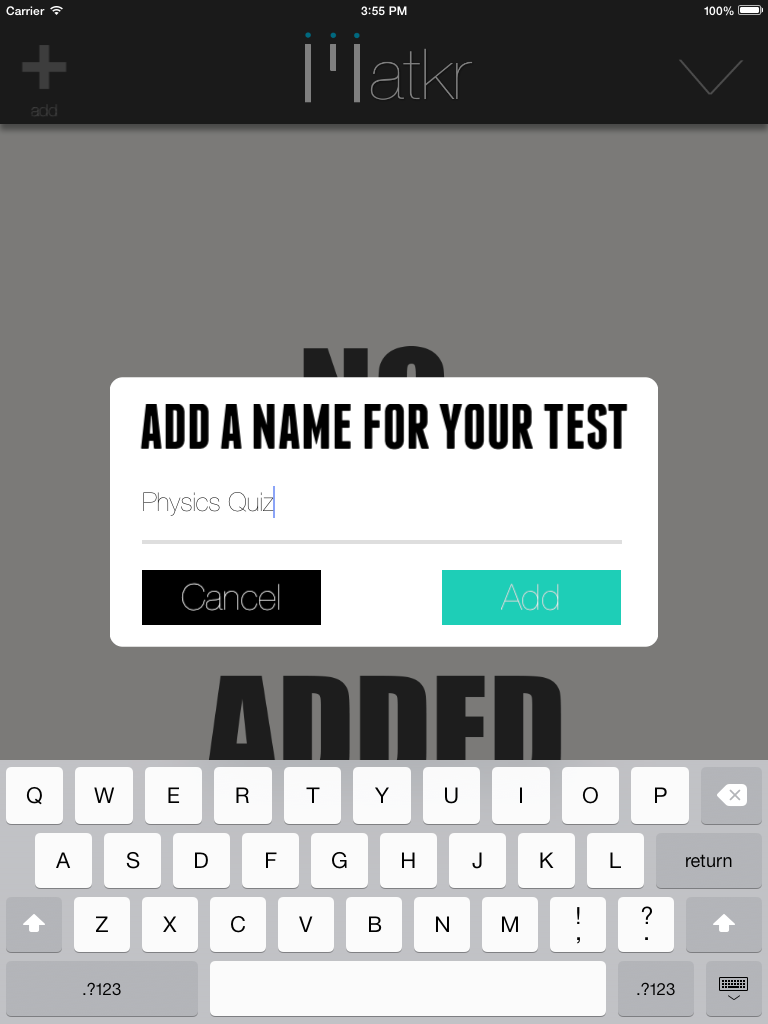 Carrier 3:55 PM 100%
add
Matkr
NO
ADD A NAME FOR YOUR TEST
Physics Quiz
Cancel Add
ADDED
Q W E R T Y U I O P
A S D F G H J K L return
Z X C V B N M ! , ? .
.?123 .?123